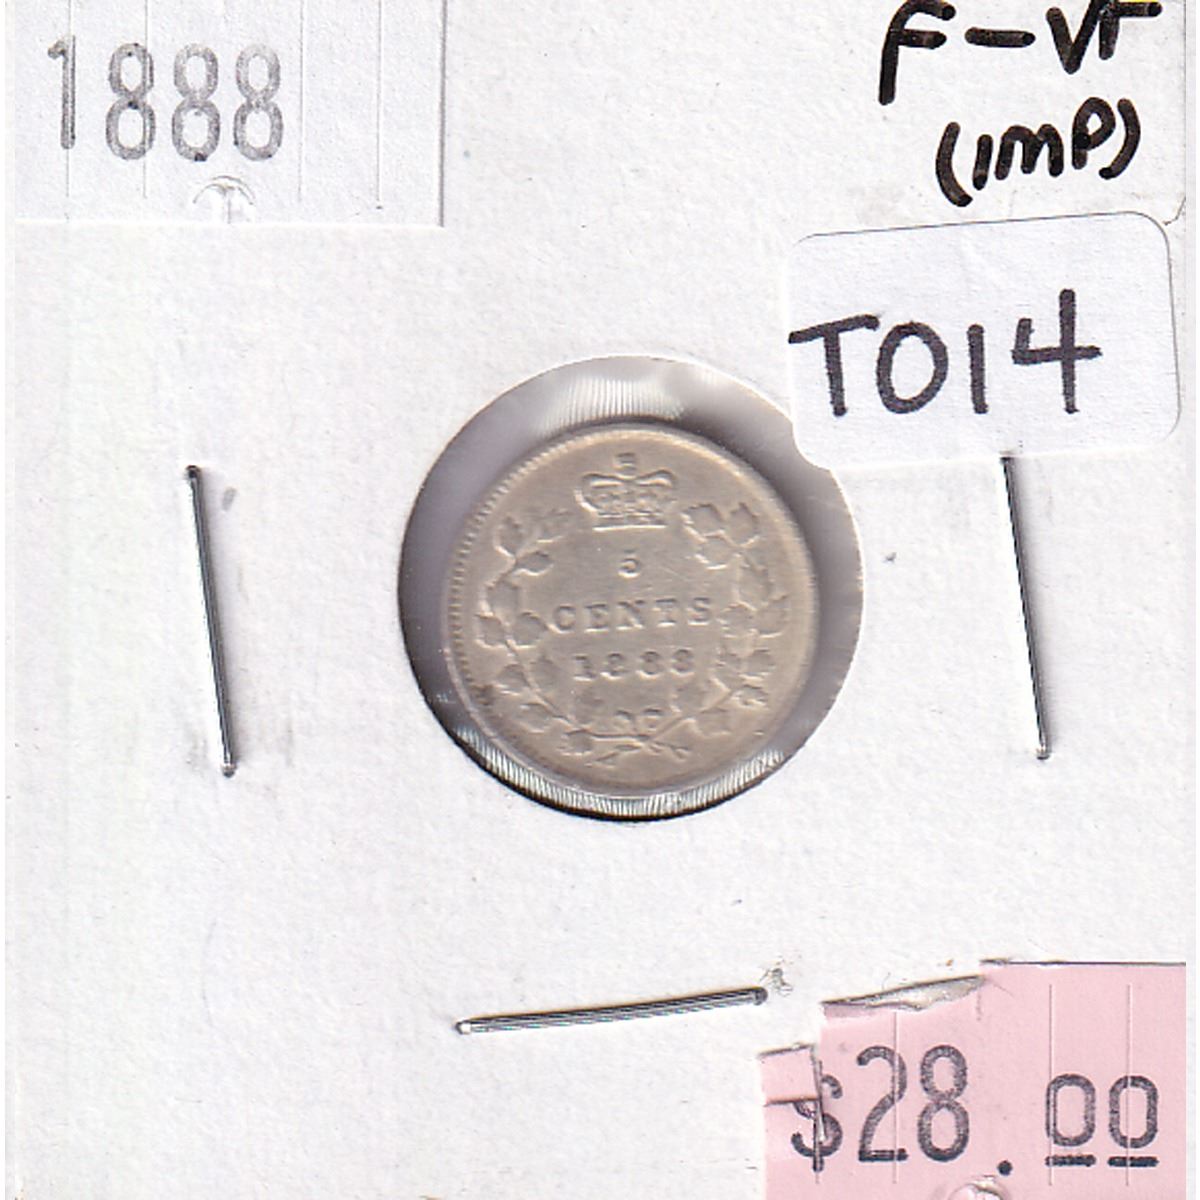 1888
F-VF
(IMP)
T014
5
CENTS
1888
$28.00